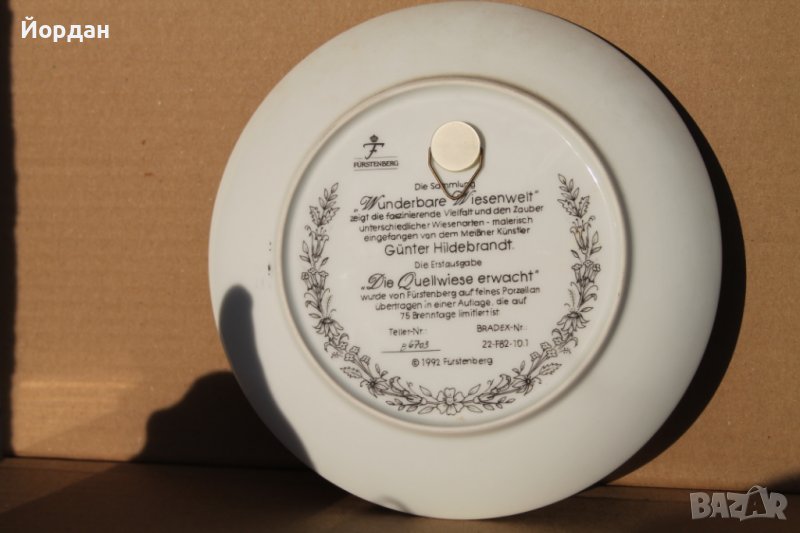 Йордан
F
FÜRSTENBERG
Die Sammlung
„Wunderbare Wiesenwelt"
zeigt die faszinierende Vielfalt und den Zauber
unterschiedlicher Wiesenarten - malerisch
eingefangen von dem Meißner Künstler
Günter Hildebrandt.
Die Erstausgabe
„Die Quellwiese erwacht"
wurde von Fürstenberg auf feines Porzellan
übertragen in einer Auflage, die auf
75 Brenntage limitiert ist.
Teller-Nr.: BRADEX-Nr.:
22-F82-10.1
© 1992 Fürstenberg
BAZAR